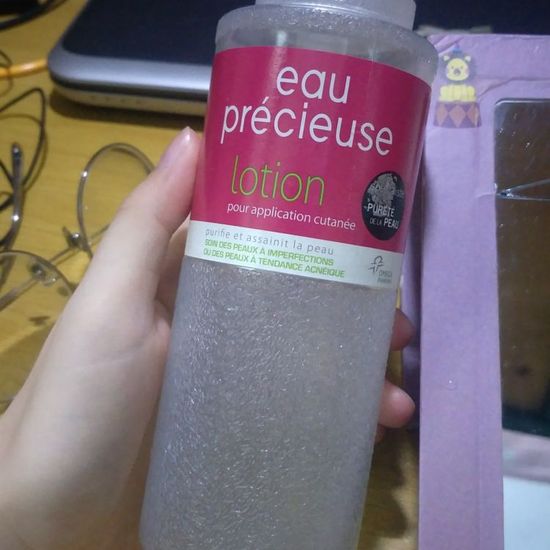 eau
précieuse
lotion
pour application cutanée
PURETÉ
DE LA PEAU
purifie et assainit la peau
SOIN DES PEAUX À IMPERFECTIONS
OU DES PEAUX À TENDANCE ACNÉIQUE
OMEGA